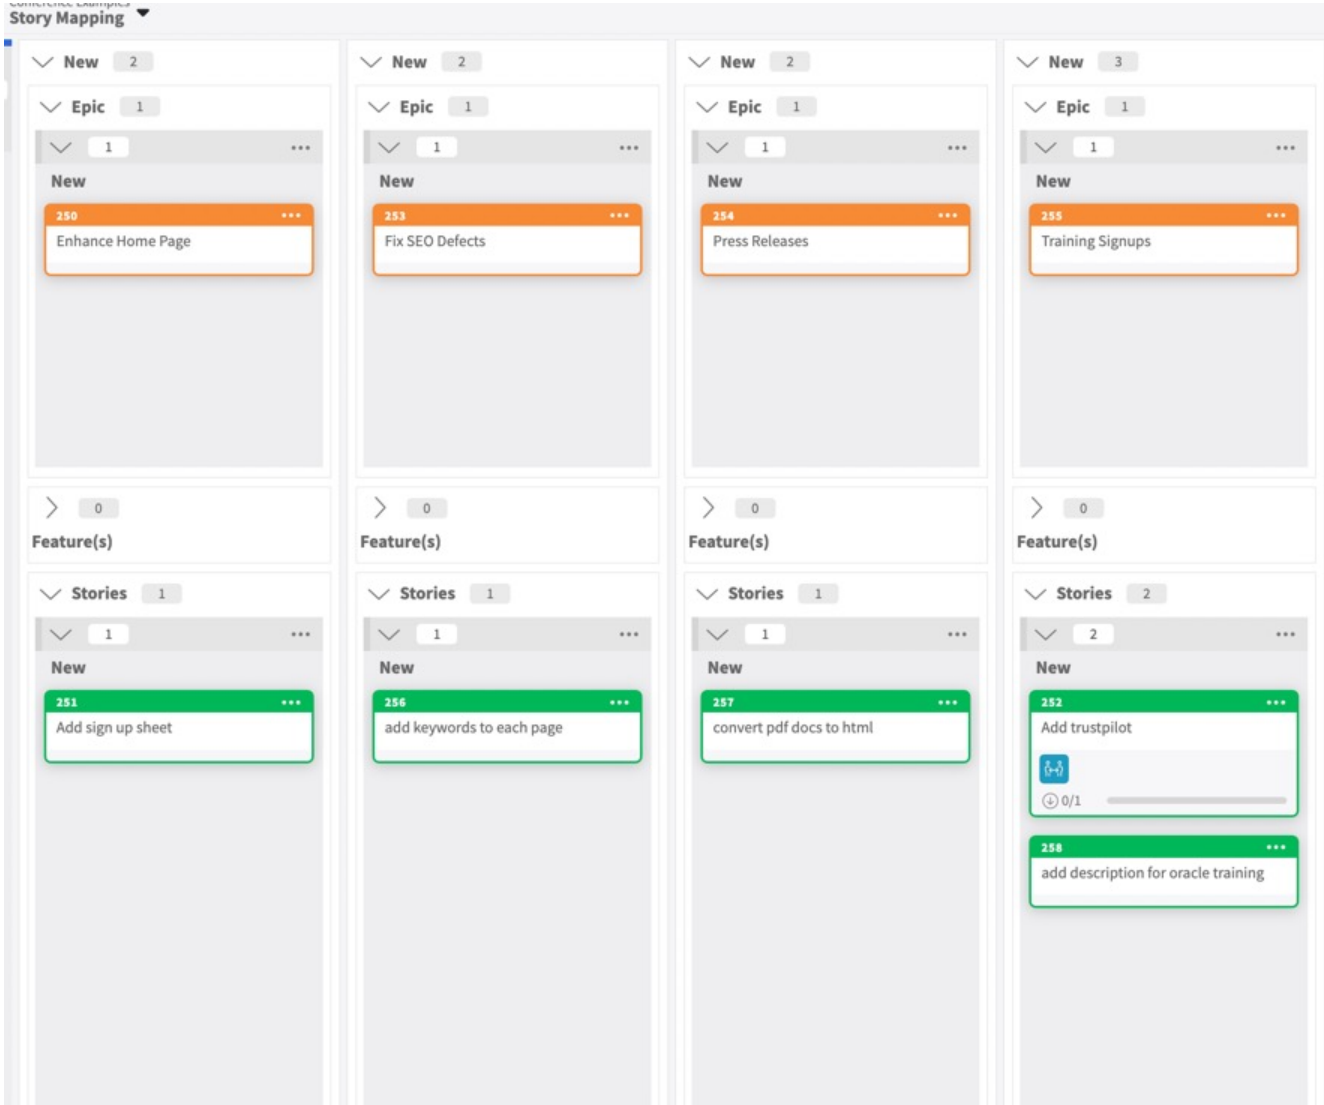 Conference Examples
Story Mapping
New 2
Epic 1
1 •••
New
250 •••
Enhance Home Page
0
Feature(s)
Stories 1
1 •••
New
251 •••
Add sign up sheet
New 2
Epic 1
1 •••
New
253 •••
Fix SEO Defects
0
Feature(s)
Stories 1
1 •••
New
256 •••
add keywords to each page
New 2
Epic 1
1 •••
New
254 •••
Press Releases
0
Feature(s)
Stories 1
1 •••
New
257 •••
convert pdf docs to html
New 3
Epic 1
1 •••
New
255 •••
Training Signups
0
Feature(s)
Stories 2
2 •••
New
252 •••
Add trustpilot
0/1
258 •••
add description for oracle training